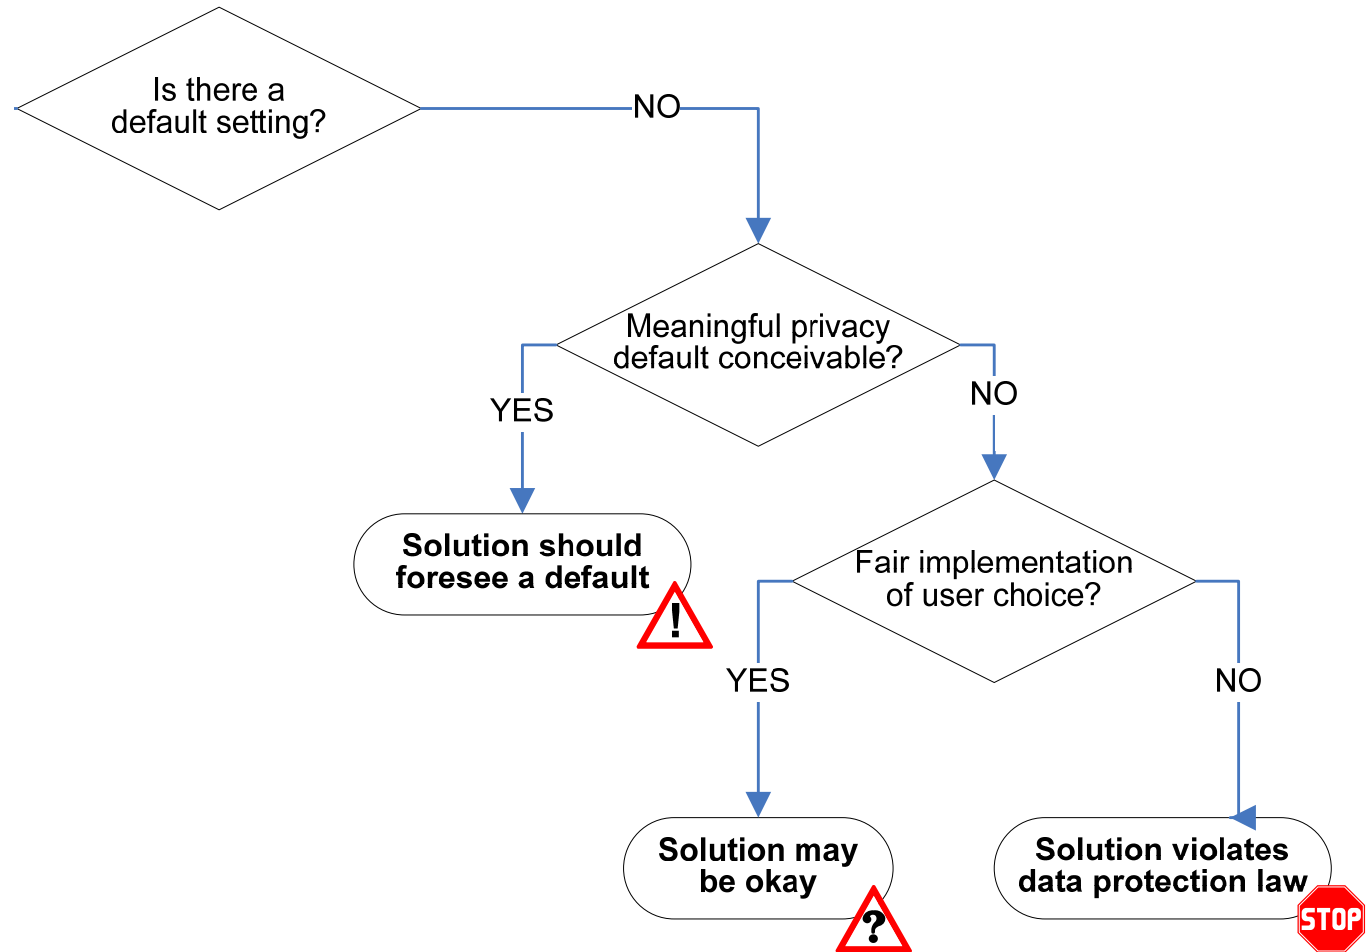 Is there a
default setting?
NO
Meaningful privacy
default conceivable?
YES
NO
Solution should
foresee a default
!
Fair implementation
of user choice?
YES
NO
Solution may
be okay
?
Solution violates
data protection law
STOP